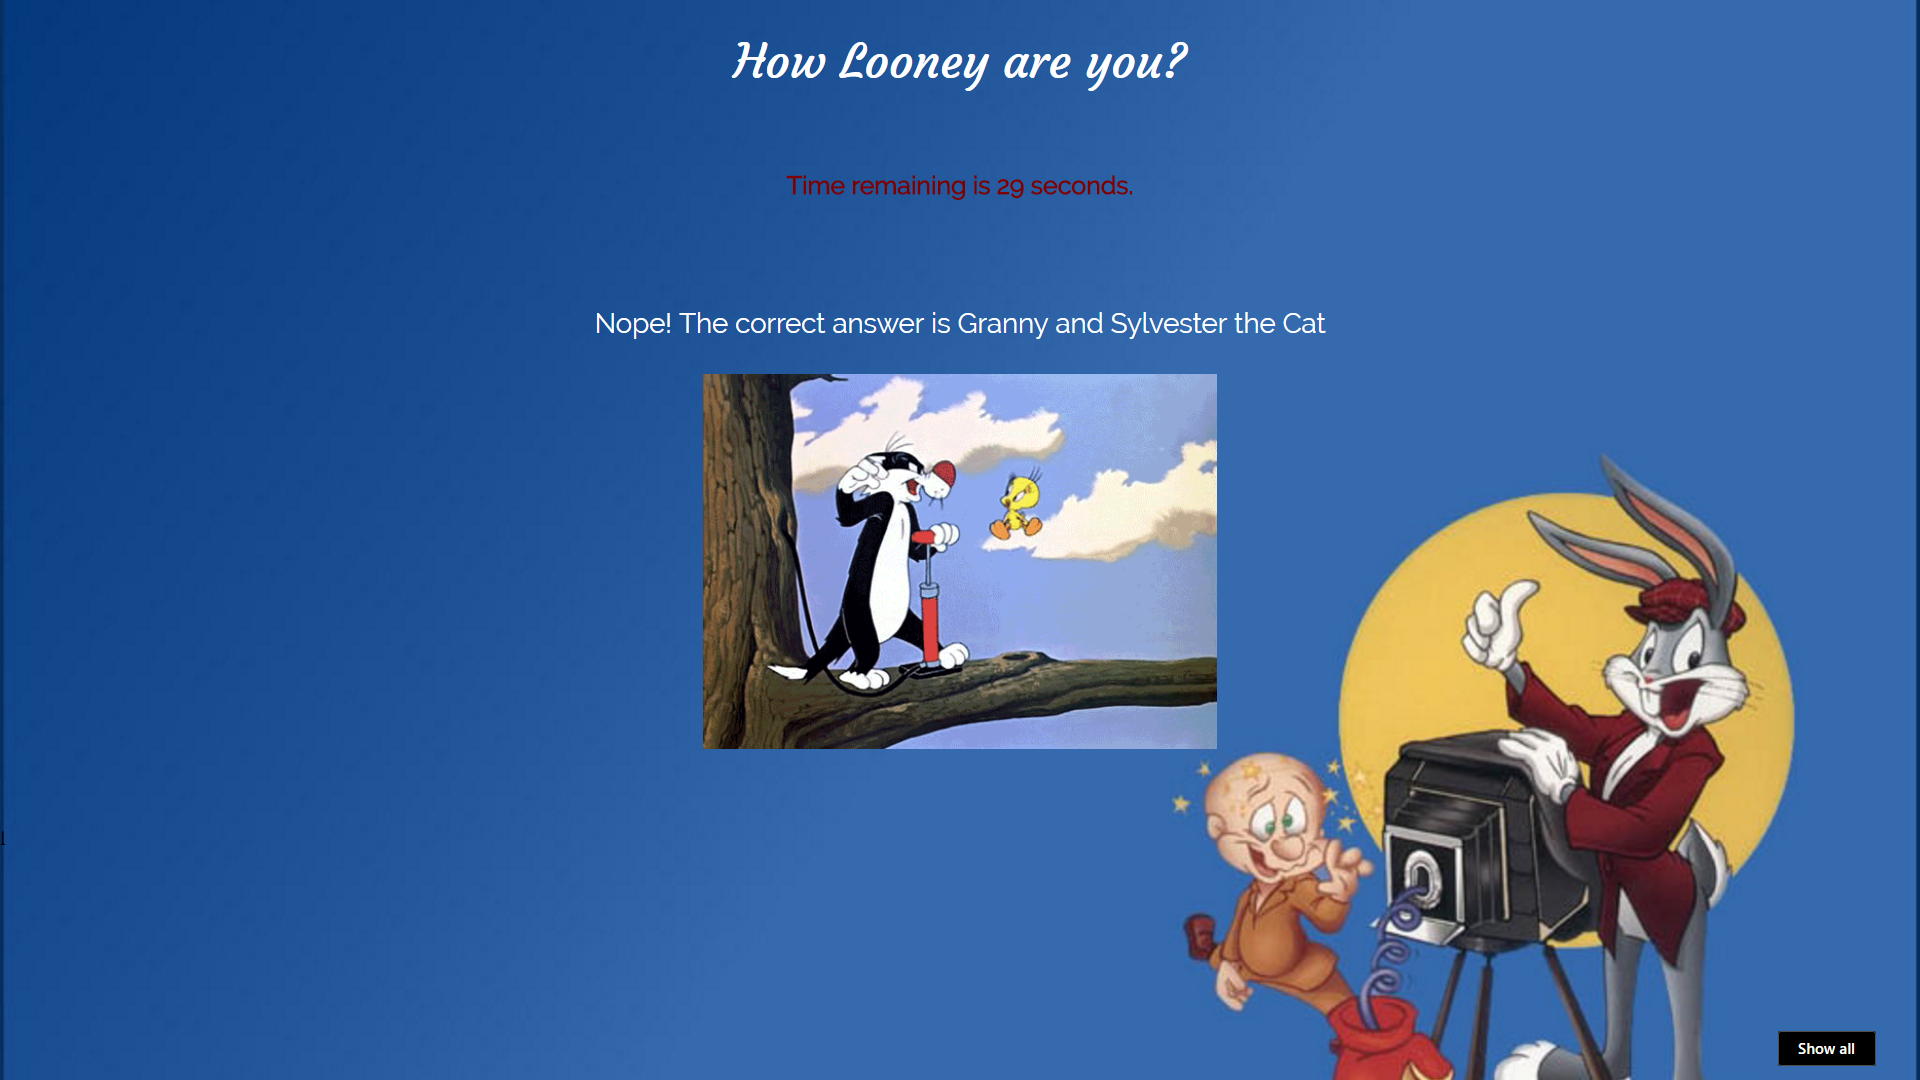 How Looney are you?
Time remaining is 29 seconds.
Nope! The correct answer is Granny and Sylvester the Cat
Show all